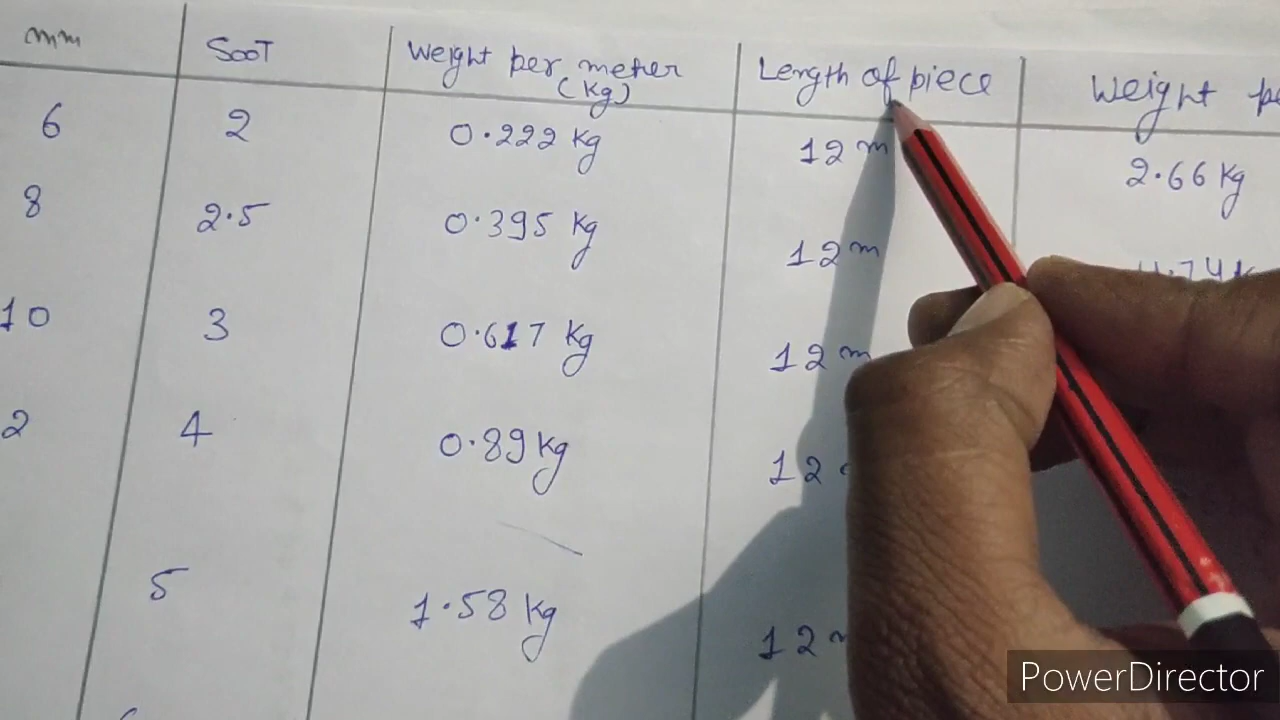 mm SOOT Weight per meter (Kg) Length of piece Weight
6 2 0.222 Kg 12 m 2.66 Kg
8 2.5 0.395 Kg 12 m
10 3 0.617 Kg 12 m
2 4 0.89 Kg 12
5 1.58 Kg 12 m
PowerDirector